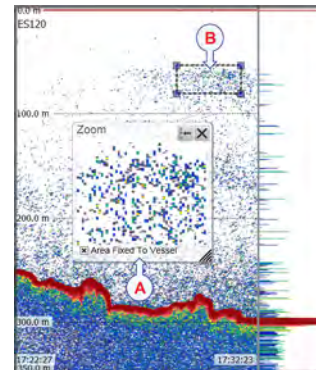 0.0 m
ES120
B
100.0 m
Zoom
200.0 m
Area Fixed To Vessel
A
300.0 m
17:22:27
17:32:23
350.0 m